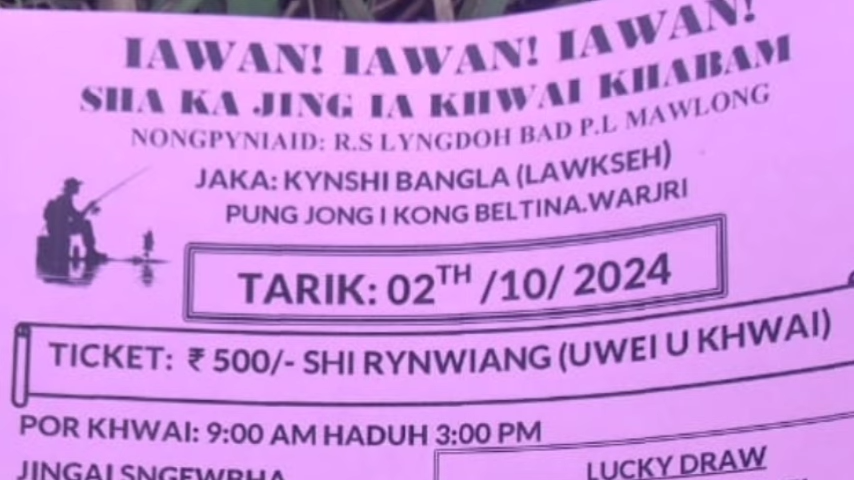 IAWAN! IAWAN! IAWAN!
SHA KA JING IA KHWAI KHABAM
NONGPYNIAID: R.S LYNGDOH BAD P.L MAWLONG
JAKA: KYNSHI BANGLA (LAWKSEH)
PUNG JONG I KONG BELTINA.WARJRI
TARIK: 02TH /10/ 2024
TICKET: ₹ 500/- SHI RYNWIANG (UWEI U KHWAI)
POR KHWAI: 9:00 AM HADUH 3:00 PM
JINGAI SNGEWBHA
LUCKY DRAW